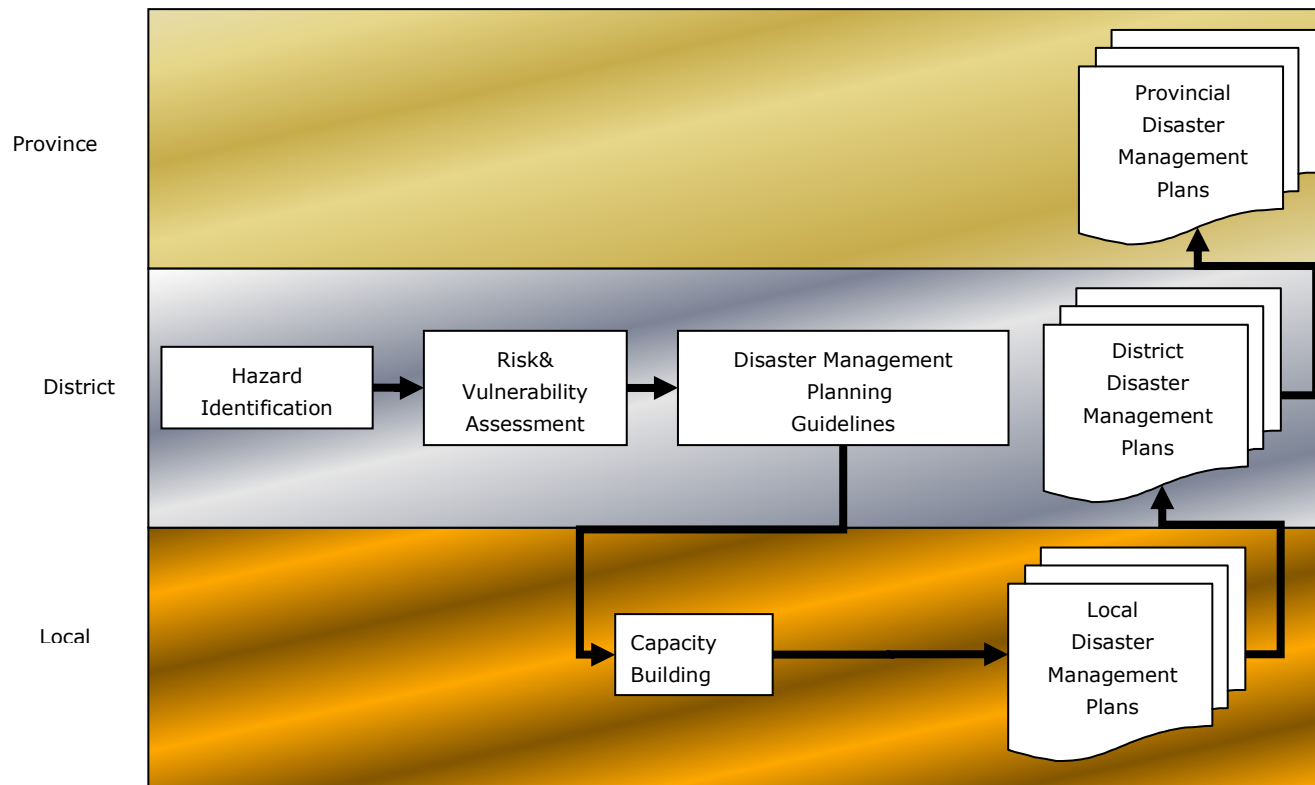 Province
Provincial
Disaster
Management
Plans
District
Hazard
Identification
Risk&
Vulnerability
Assessment
Disaster Management
Planning
Guidelines
District
Disaster
Management
Plans
Local
Capacity
Building
Local
Disaster
Management
Plans